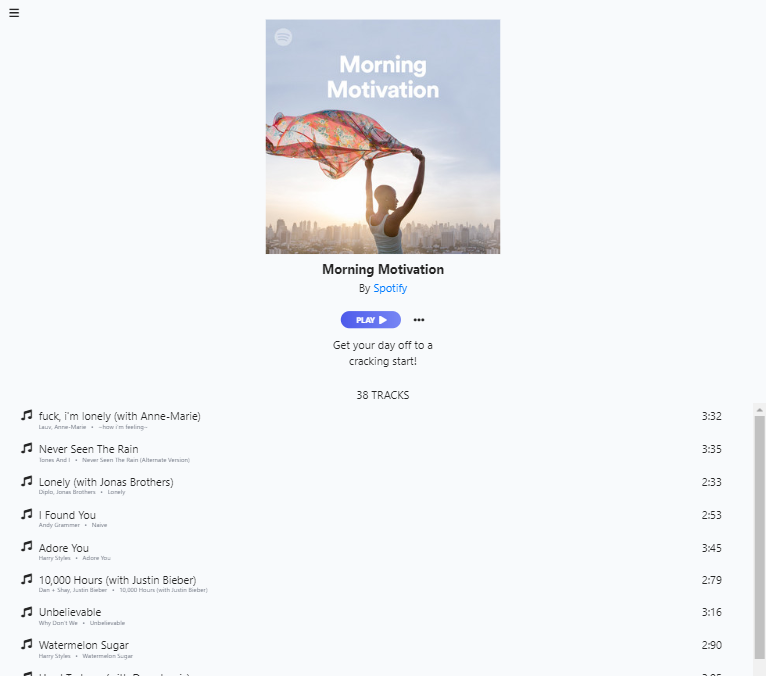 Morning
Motivation
Morning Motivation
By Spotify
PLAY
Get your day off to a
cracking start!
38 TRACKS
fuck, i'm lonely (with Anne-Marie) 3:32
Lauv, Anne-Marie • ~how i'm feeling~
Never Seen The Rain 3:35
Tones And I • Never Seen The Rain (Alternate Version)
Lonely (with Jonas Brothers) 2:33
Diplo, Jonas Brothers • Lonely
I Found You 2:53
Andy Grammer • Naive
Adore You 3:45
Harry Styles • Adore You
10,000 Hours (with Justin Bieber) 2:79
Dan + Shay, Justin Bieber • 10,000 Hours (with Justin Bieber)
Unbelievable 3:16
Why Don't We • Unbelievable
Watermelon Sugar 2:90
Harry Styles • Watermelon Sugar